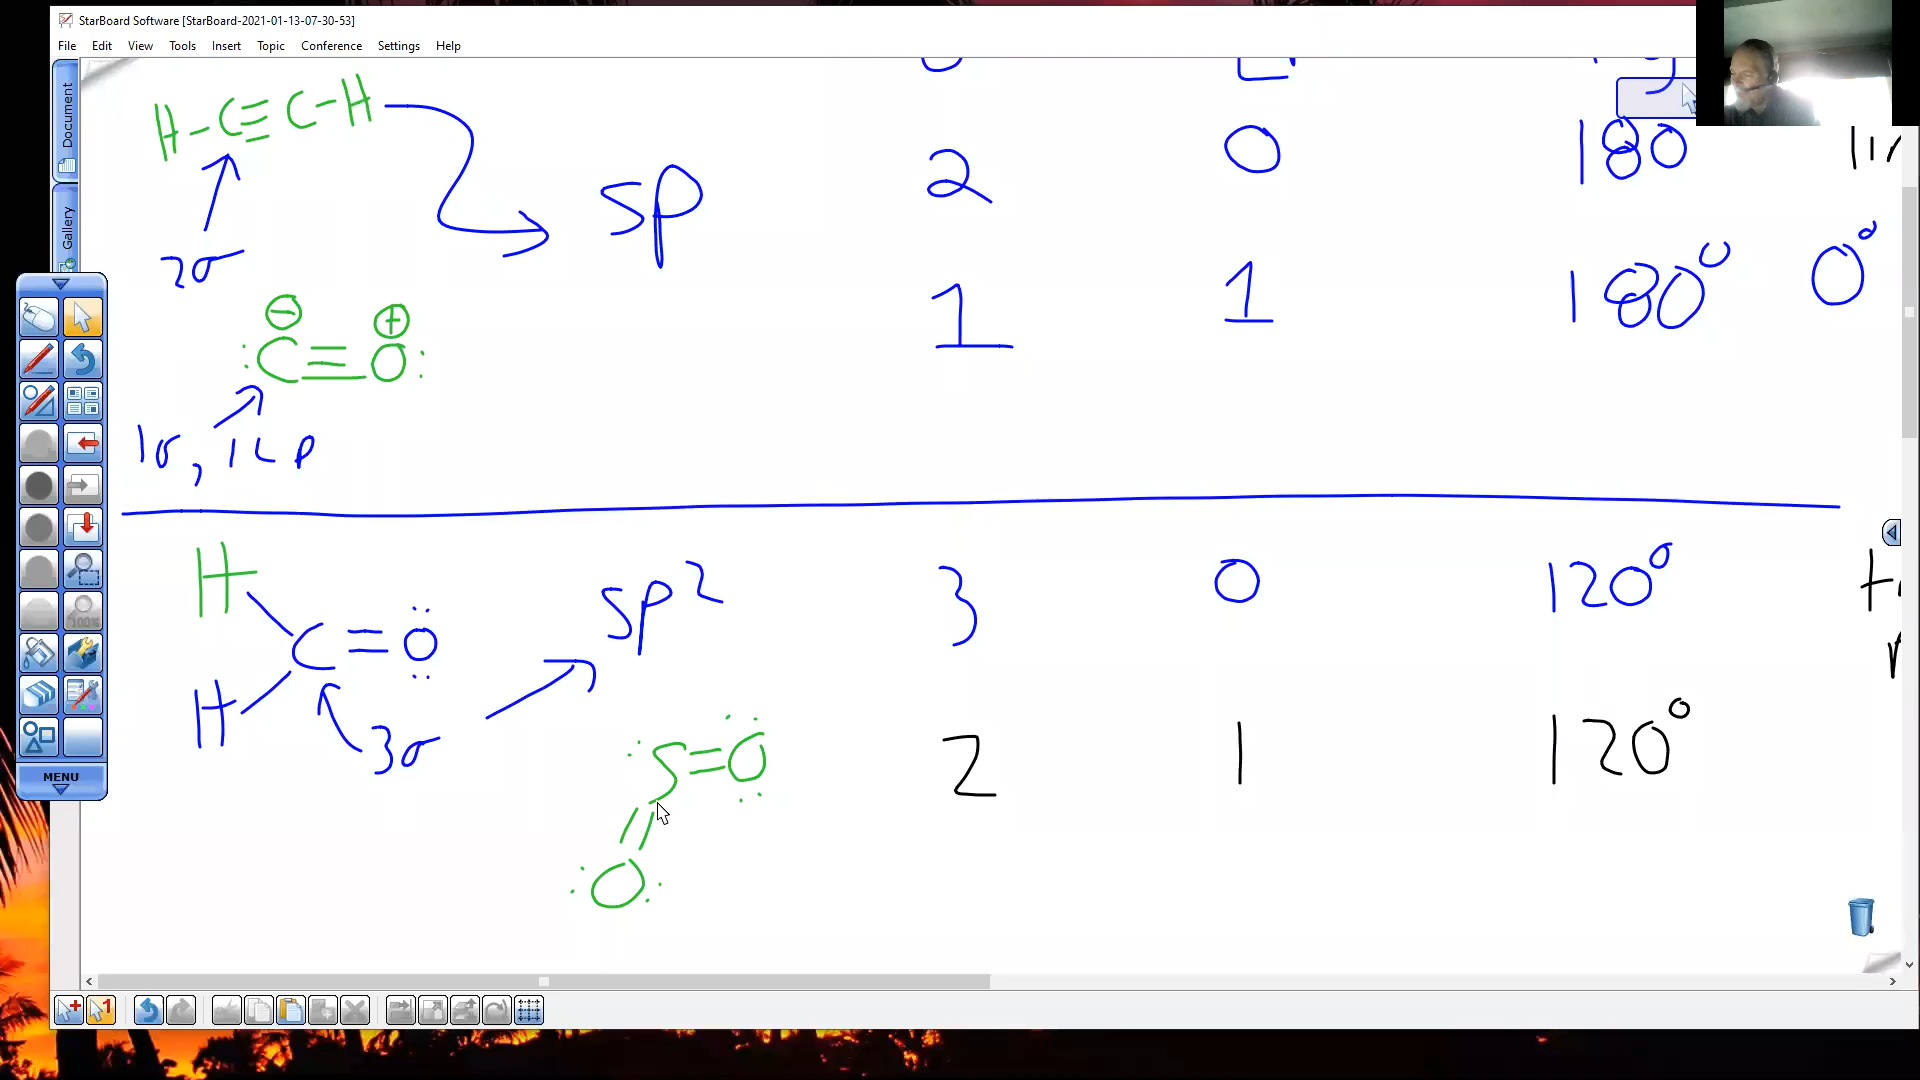 StarBoard Software [StarBoard-2021-01-13-07-30-53]
File Edit View Tools Insert Topic Conference Settings Help
Document
Gallery
MENU
H-C≡C-H
2σ
sp
2 0 180
1 1 180° 0°
⊖ ⊕
:C≡O:
1σ, 1LP
H
C=O
H
3σ
sp²
3 0 120°
S=O
O
2 1 120°
100%